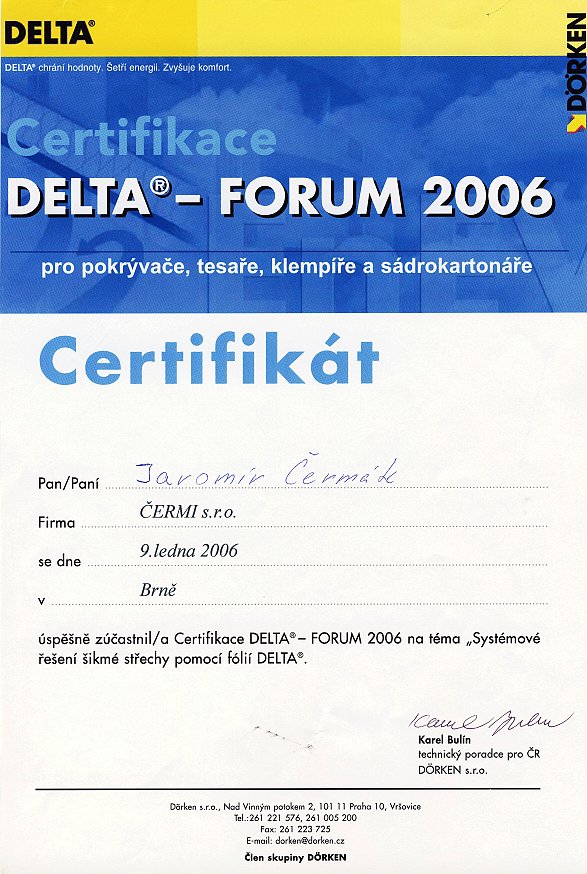 DELTA®
DÖRKEN
DELTA® chrání hodnoty. Šetří energii. Zvyšuje komfort.
Certifikace
DELTA® – FORUM 2006
pro pokrývače, tesaře, klempíře a sádrokartonáře
Certifikát
Pan/Paní Jaromír Čermák
Firma ČERMI s.r.o.
se dne 9.ledna 2006
v Brně
úspěšně zúčastnil/a Certifikace DELTA® – FORUM 2006 na téma „Systémové
řešení šikmé střechy pomocí fólií DELTA®.
Karel Bulín
Karel Bulín
technický poradce pro ČR
DÖRKEN s.r.o.
Dörken s.r.o., Nad Vinným potokem 2, 101 11 Praha 10, Vršovice
Tel.:261 221 576, 261 005 200
Fax: 261 223 725
E-mail: dorken@dorken.cz
Člen skupiny DÖRKEN